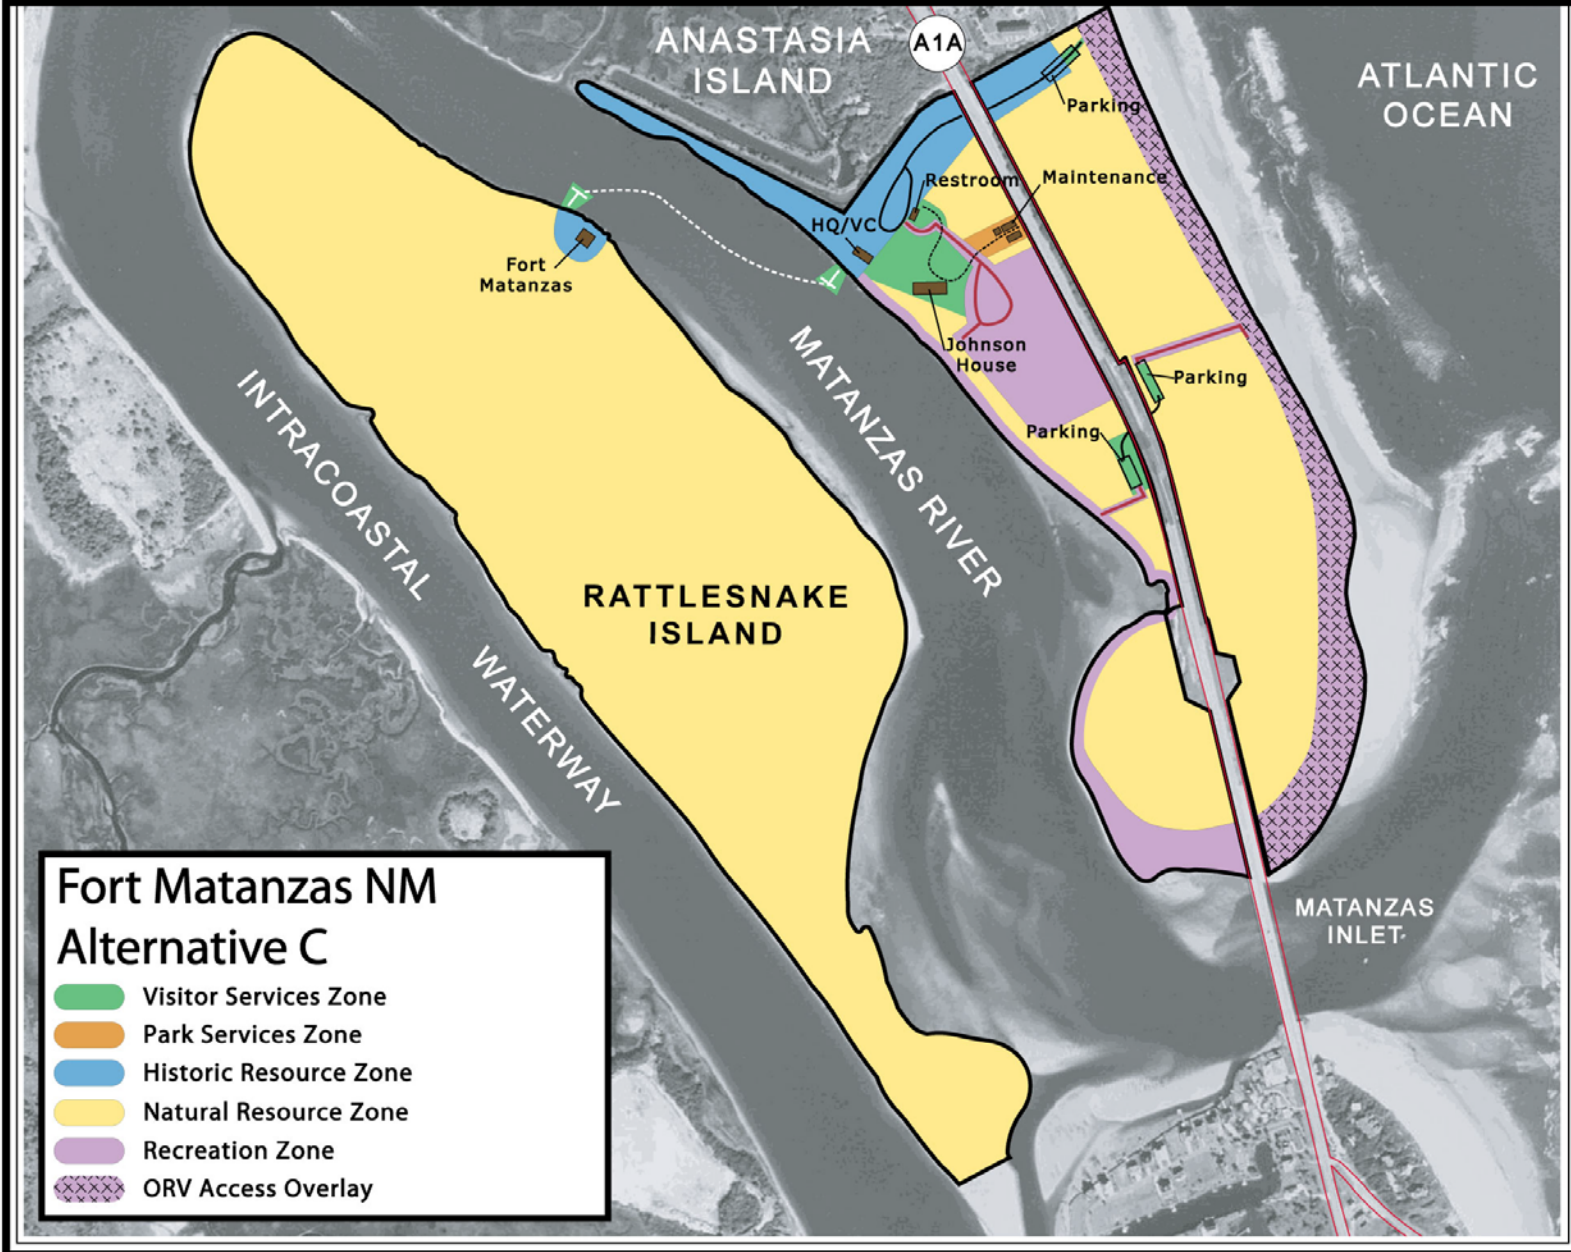 ANASTASIA
ISLAND
A1A
ATLANTIC
OCEAN
Parking
Restroom
Maintenance
HQ/VC
Fort
Matanzas
Johnson
House
Parking
Parking
MATANZAS RIVER
INTRACOASTAL
WATERWAY
RATTLESNAKE
ISLAND
MATANZAS
INLET
Fort Matanzas NM
Alternative C
Visitor Services Zone
Park Services Zone
Historic Resource Zone
Natural Resource Zone
Recreation Zone
ORV Access Overlay